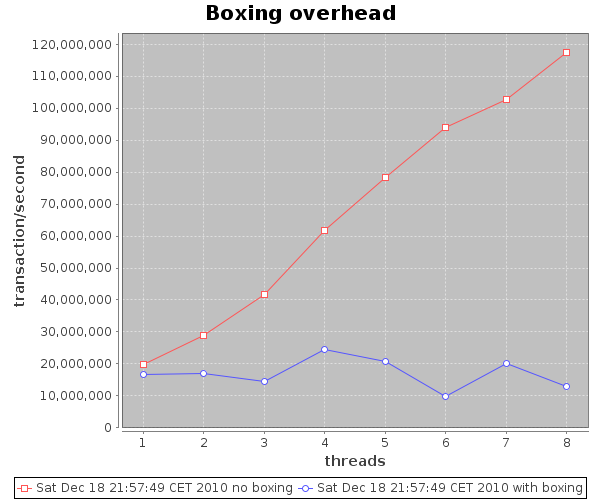 Boxing overhead
transaction/second
120,000,000
110,000,000
100,000,000
90,000,000
80,000,000
70,000,000
60,000,000
50,000,000
40,000,000
30,000,000
20,000,000
10,000,000
0
1 2 3 4 5 6 7 8
threads
Sat Dec 18 21:57:49 CET 2010 no boxing Sat Dec 18 21:57:49 CET 2010 with boxing